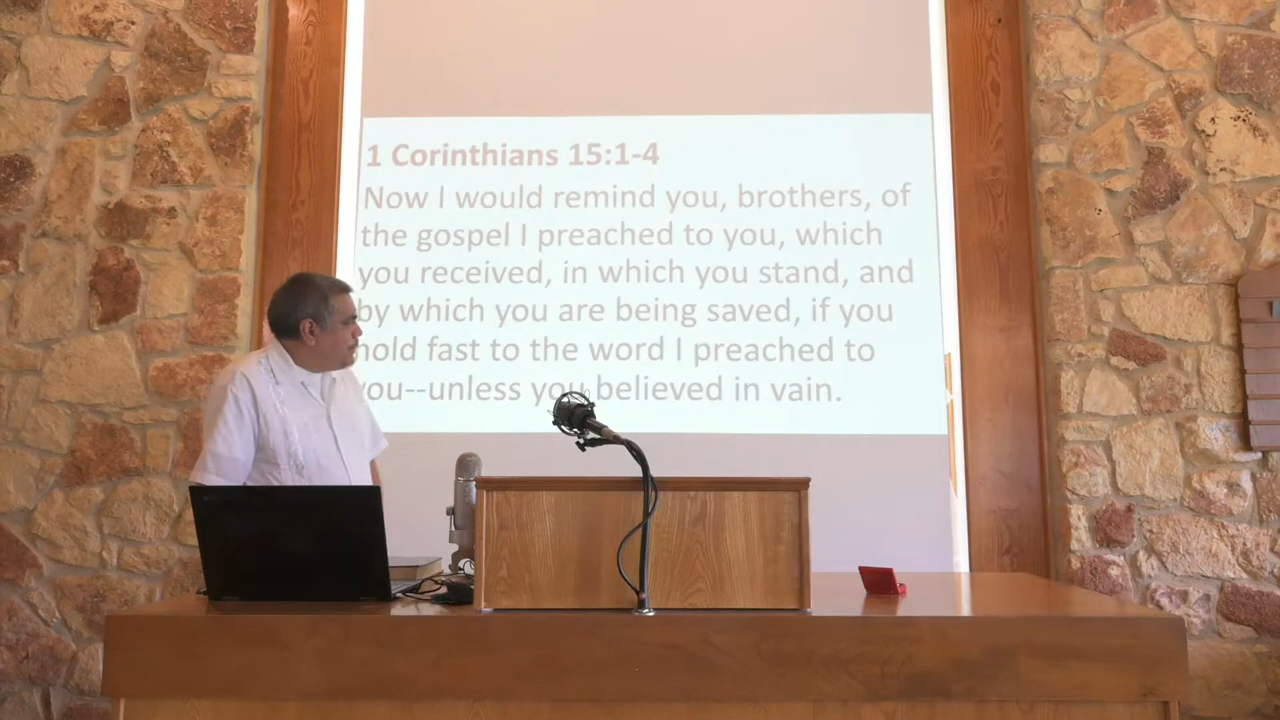 1 Corinthians 15:1-4
Now I would remind you, brothers, of
the gospel I preached to you, which
you received, in which you stand, and
by which you are being saved, if you
hold fast to the word I preached to
you--unless you believed in vain.